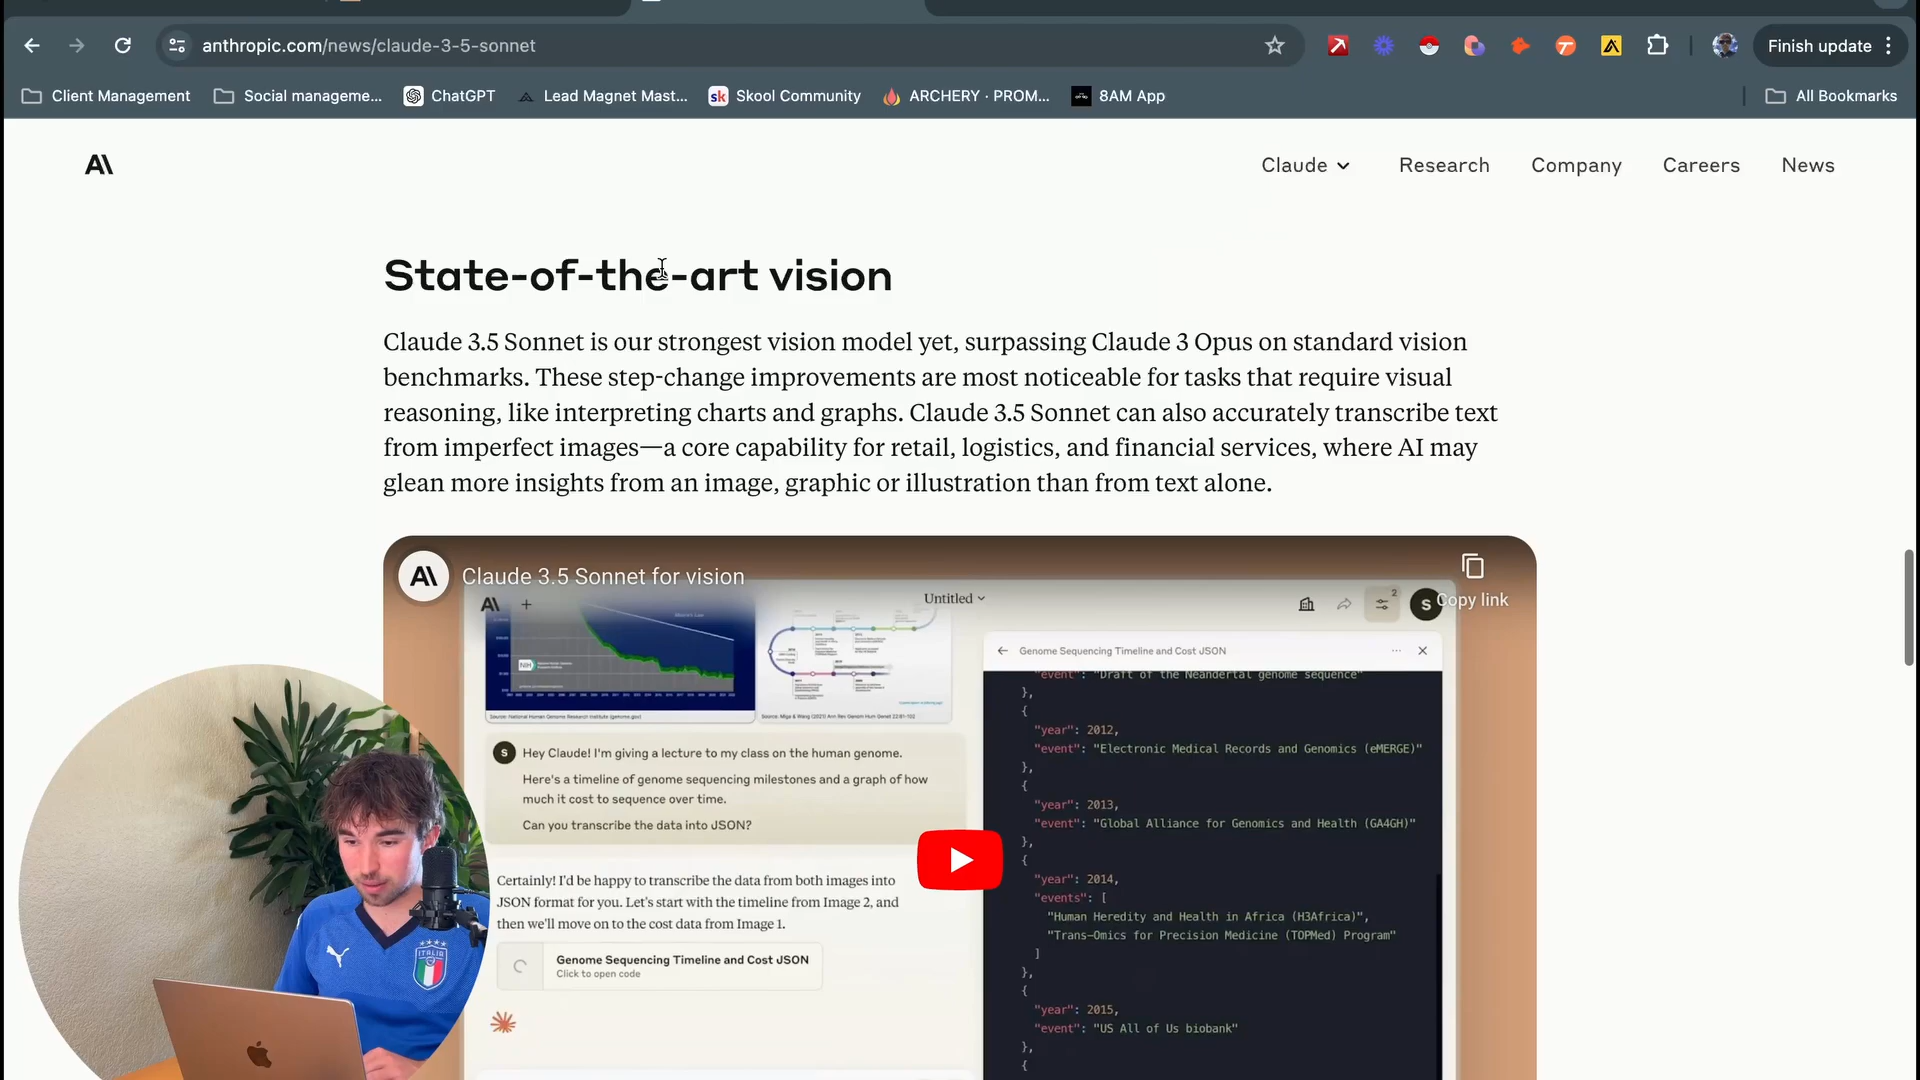 anthropic.com/news/claude-3-5-sonnet
Finish update
Client Management
Social manageme...
ChatGPT
Lead Magnet Mast...
sk
Skool Community
ARCHERY · PROM...
8AM App
All Bookmarks
Claude
Research
Company
Careers
News
State-of-the-art vision
Claude 3.5 Sonnet is our strongest vision model yet, surpassing Claude 3 Opus on standard vision
benchmarks. These step-change improvements are most noticeable for tasks that require visual
reasoning, like interpreting charts and graphs. Claude 3.5 Sonnet can also accurately transcribe text
from imperfect images—a core capability for retail, logistics, and financial services, where AI may
glean more insights from an image, graphic or illustration than from text alone.
Claude 3.5 Sonnet for vision
Copy link
Untitled
2
S
NIH
Source: National Human Genome Research Institute (genome.gov)
S
Hey Claude! I'm giving a lecture to my class on the human genome.
Here's a timeline of genome sequencing milestones and a graph of how
much it cost to sequence over time.
Can you transcribe the data into JSON?
Certainly! I'd be happy to transcribe the data from both images into
JSON format for you. Let's start with the timeline from Image 2, and
then we'll move on to the cost data from Image 1.
Genome Sequencing Timeline and Cost JSON
Click to open code
Genome Sequencing Timeline and Cost JSON
"event": "Draft of the Neandertal genome sequence"
},
{
"year": 2012,
"event": "Electronic Medical Records and Genomics (eMERGE)"
},
{
"year": 2013,
"event": "Global Alliance for Genomics and Health (GA4GH)"
},
{
"year": 2014,
"events": [
"Human Heredity and Health in Africa (H3Africa)",
"Trans-Omics for Precision Medicine (TOPMed) Program"
]
},
{
"year": 2015,
"event": "US All of Us biobank"
},
{
ITALIA